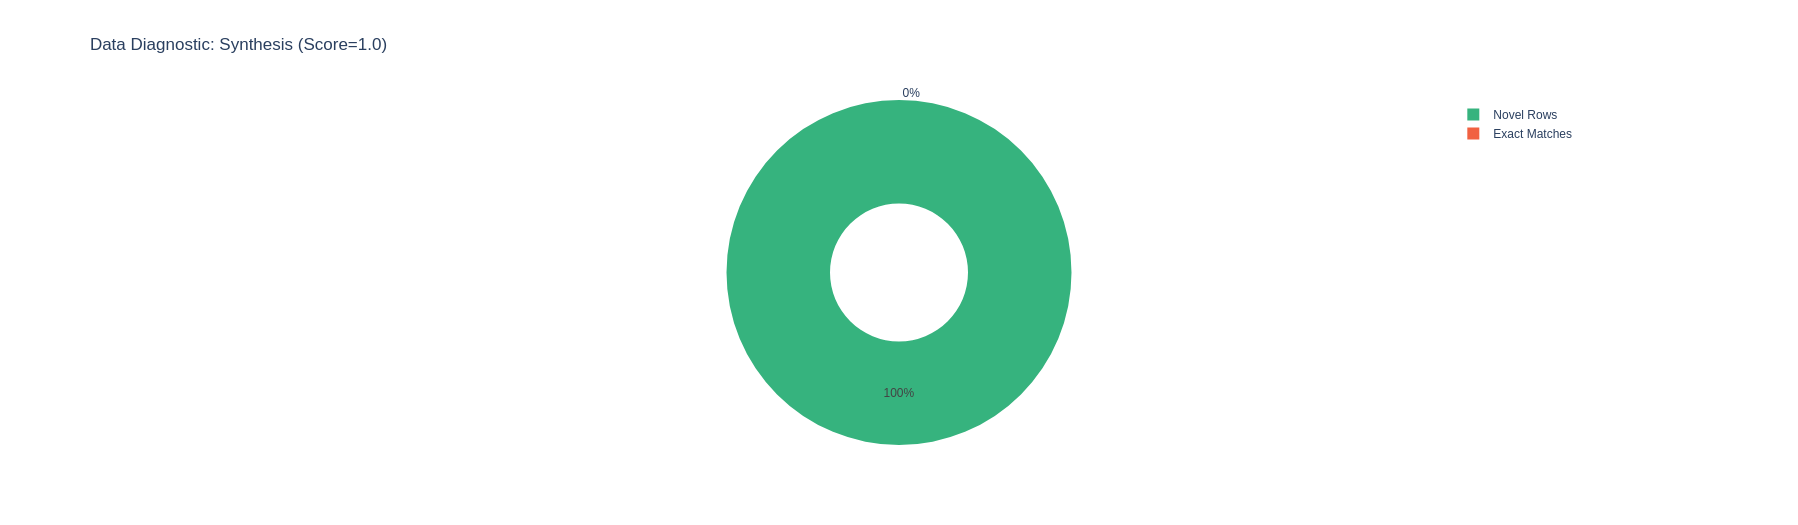 Data Diagnostic: Synthesis (Score=1.0)
0%
Novel Rows
Exact Matches
100%